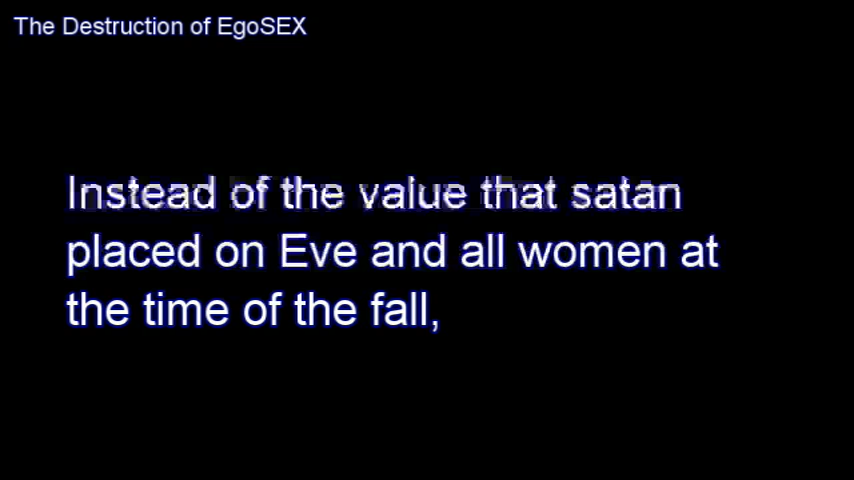 The Destruction of EgoSEX
Instead of the value that satan
placed on Eve and all women at
the time of the fall,